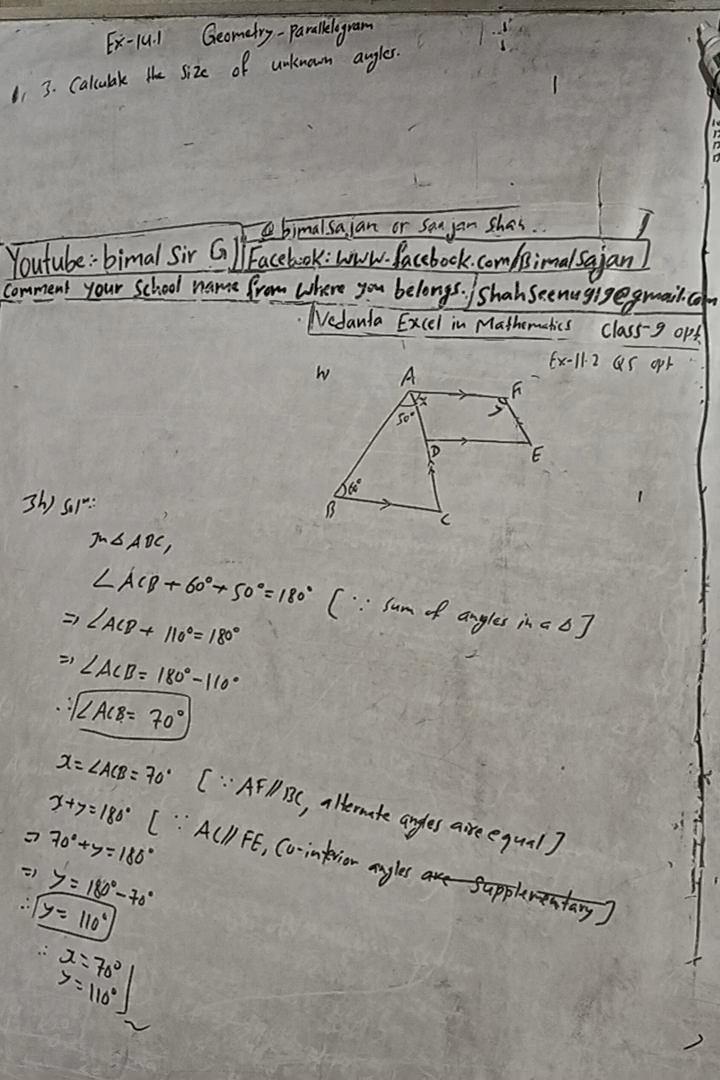 Ex-14.1 Geometry-parallelogram
1, 3. Calculate the size of unknown angles.
@bimalsajan or Sanjan Shah..
Youtube:- bimal Sir G
Facebook: www.facebook.com/Bimalsajan
Comment your School name from where you belongs. / Shahseenu919@gmail.com
Vedanta Excel in Mathematics class-9 opt
Ex-11.2 Q5 opt
A
x
F
y
50°
D
E
60°
B
C
3h) Solⁿ:
In Δ ABC,
∠ACB + 60° + 50° = 180° [∵ sum of angles in a Δ]
⇒ ∠ACB + 110° = 180°
⇒ ∠ACB = 180° - 110°
∴ ∠ACB = 70°
x = ∠ACB = 70° [∵ AF // BC, alternate angles are equal]
x + y = 180° [∵ AC // FE, Co-interior angles are Supplementary]
⇒ 70° + y = 180°
⇒ y = 180° - 70°
∴ y = 110°
∴ x = 70°
y = 110°